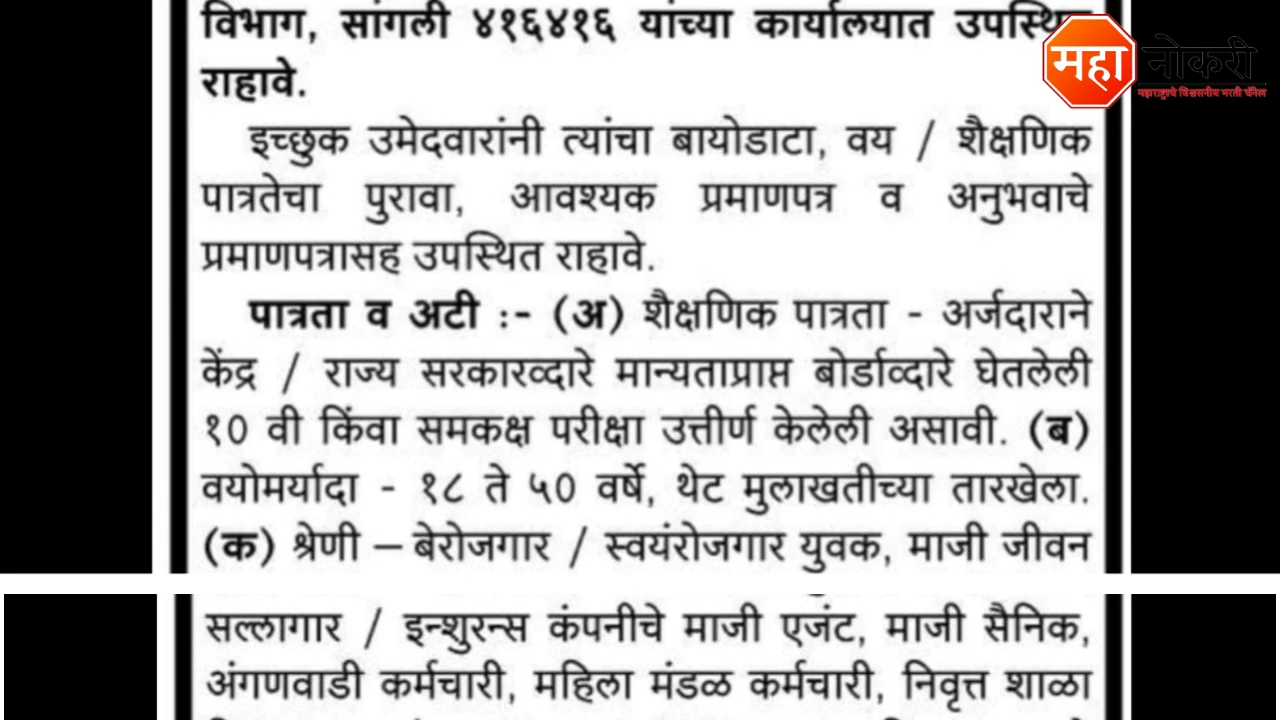 विभाग, सांगली ४१६४१६ यांच्या कार्यालयात उपस्थित
राहावे.
महा नोकरी
महाराष्ट्राचे विश्वसनीय भरती चॅनेल
इच्छुक उमेदवारांनी त्यांचा बायोडाटा, वय / शैक्षणिक
पात्रतेचा पुरावा, आवश्यक प्रमाणपत्र व अनुभवाचे
प्रमाणपत्रासह उपस्थित राहावे.
पात्रता व अटी :- (अ) शैक्षणिक पात्रता - अर्जदाराने
केंद्र / राज्य सरकारव्दारे मान्यताप्राप्त बोर्डाव्दारे घेतलेली
१० वी किंवा समकक्ष परीक्षा उत्तीर्ण केलेली असावी. (ब)
वयोमर्यादा - १८ ते ५० वर्षे, थेट मुलाखतीच्या तारखेला.
(क) श्रेणी – बेरोजगार / स्वयंरोजगार युवक, माजी जीवन
सल्लागार / इन्शुरन्स कंपनीचे माजी एजंट, माजी सैनिक,
अंगणवाडी कर्मचारी, महिला मंडळ कर्मचारी, निवृत्त शाळा